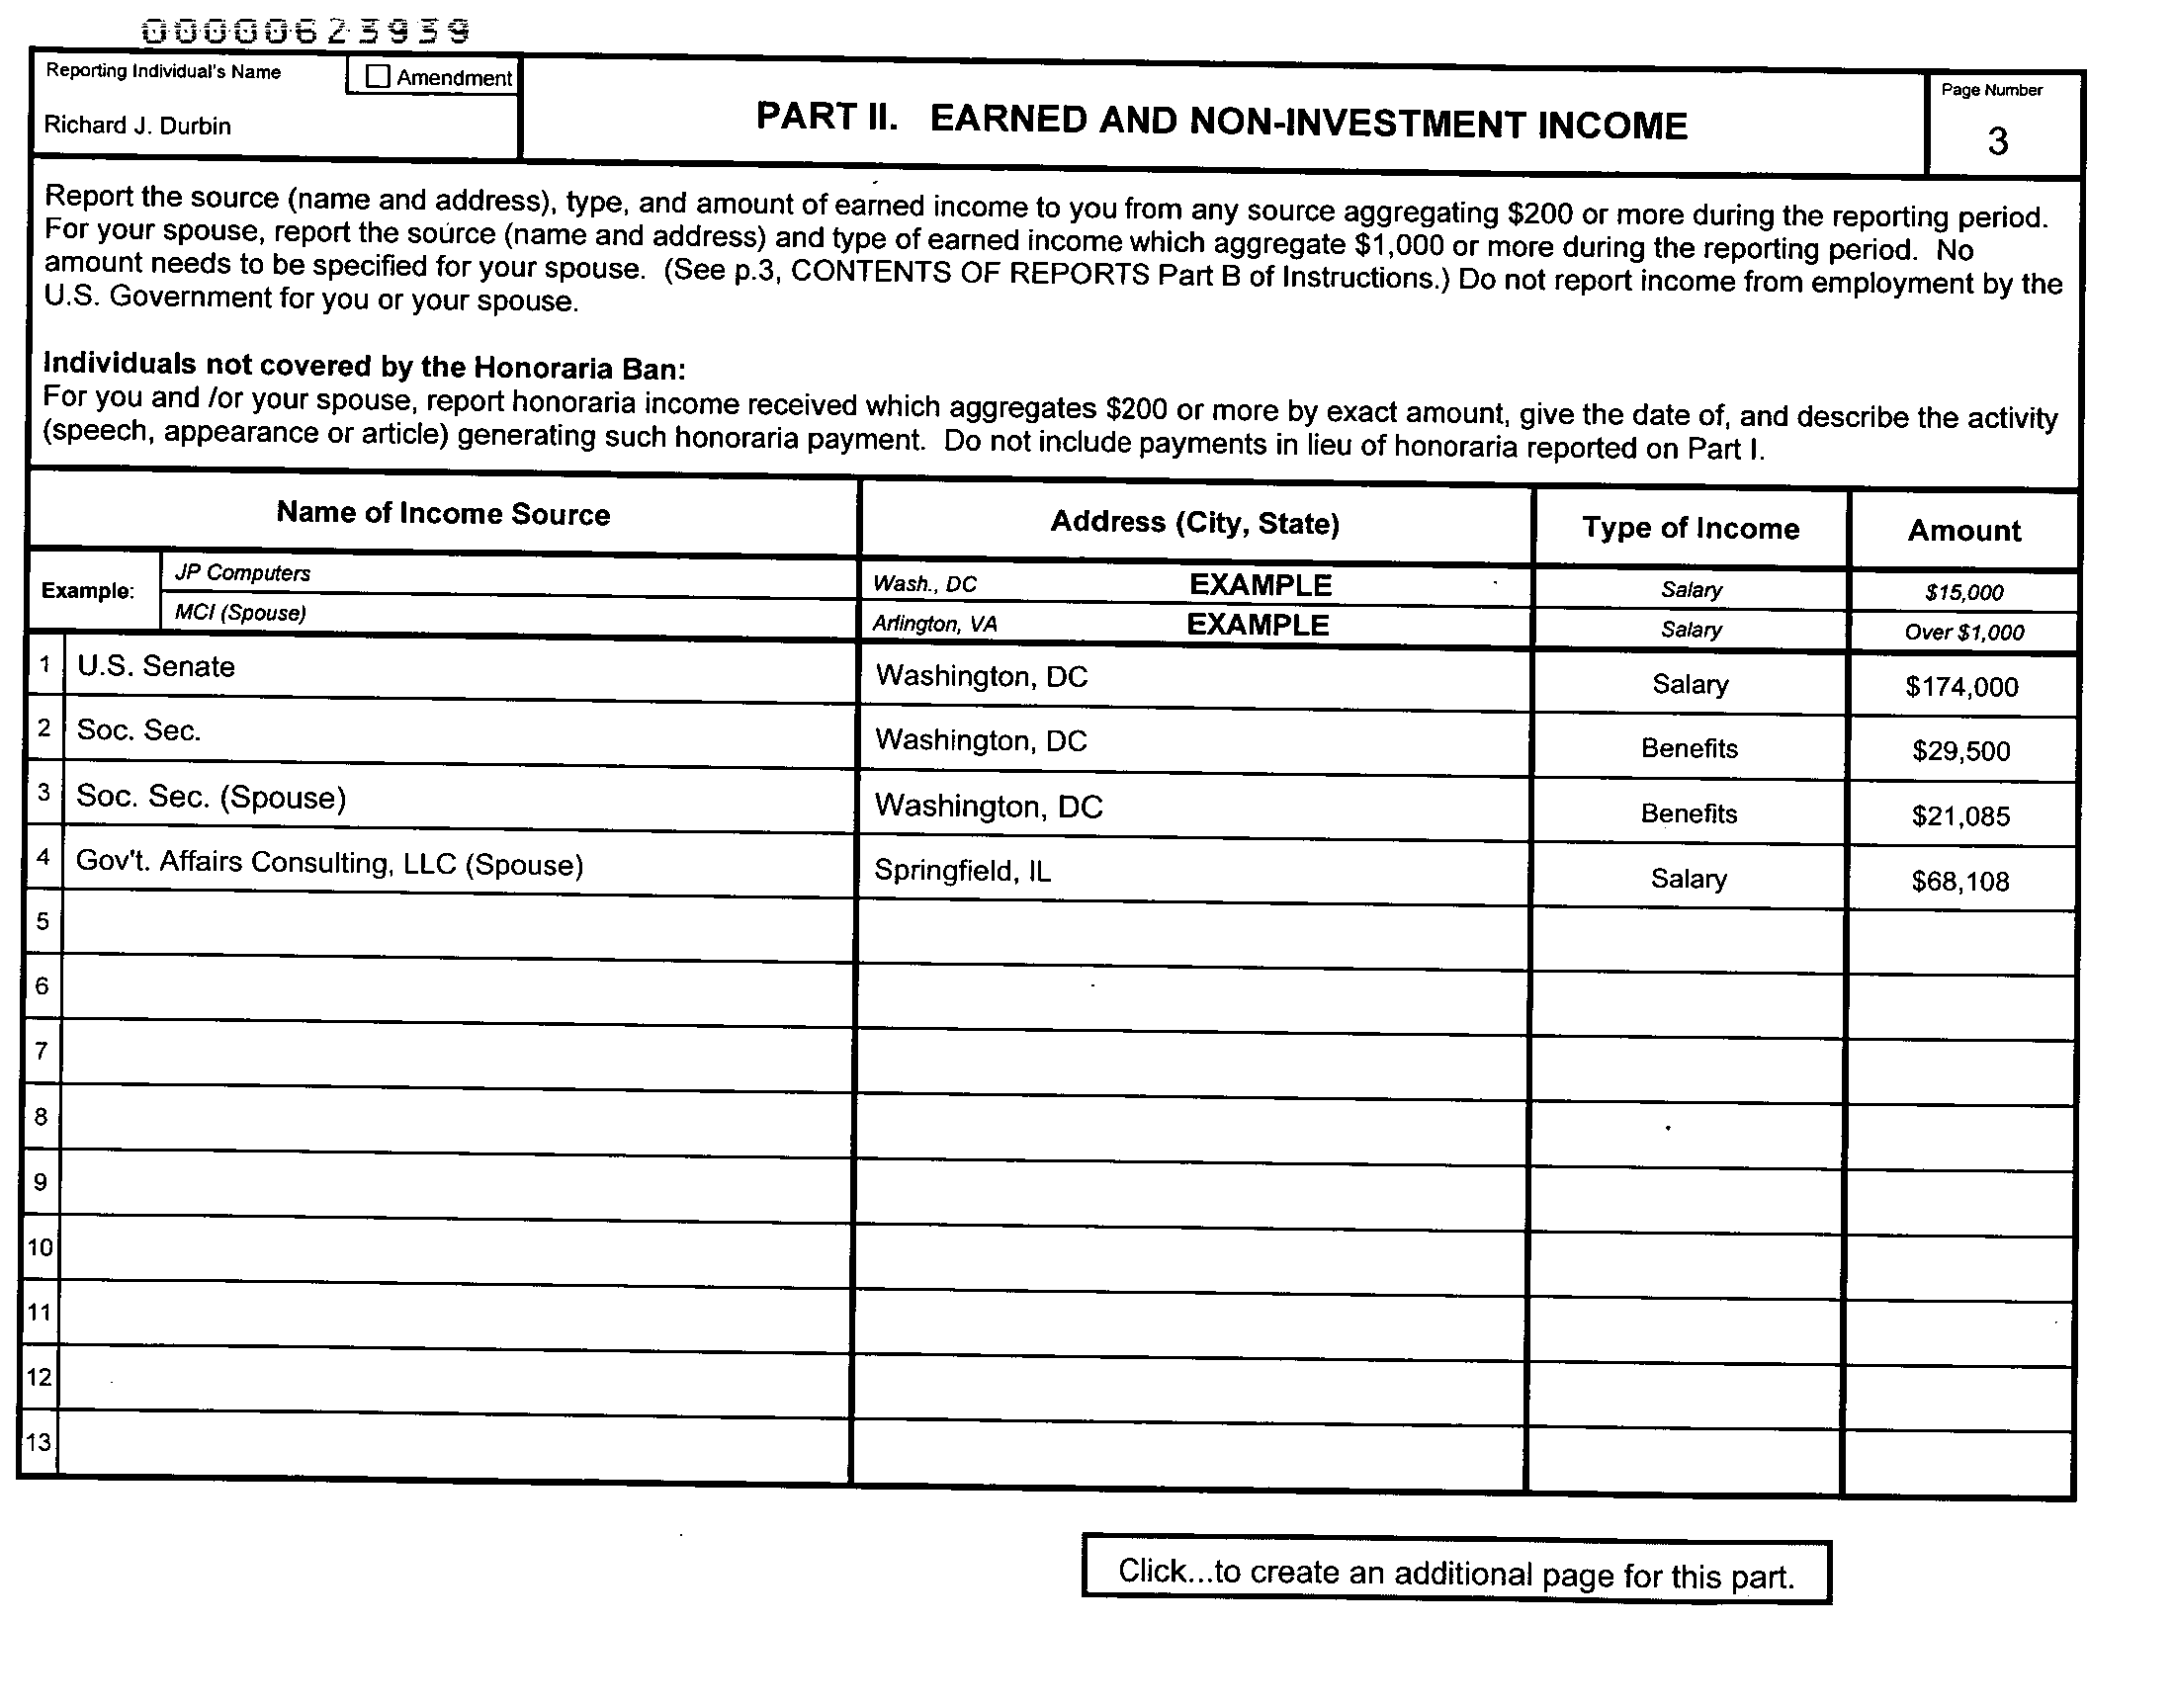 00000623939
Reporting Individual's Name
Amendment
Richard J. Durbin
PART II. EARNED AND NON-INVESTMENT INCOME
Page Number
3
Report the source (name and address), type, and amount of earned income to you from any source aggregating $200 or more during the reporting period.
For your spouse, report the source (name and address) and type of earned income which aggregate $1,000 or more during the reporting period. No
amount needs to be specified for your spouse. (See p.3, CONTENTS OF REPORTS Part B of Instructions.) Do not report income from employment by the
U.S. Government for you or your spouse.
Individuals not covered by the Honoraria Ban:
For you and /or your spouse, report honoraria income received which aggregates $200 or more by exact amount, give the date of, and describe the activity
(speech, appearance or article) generating such honoraria payment. Do not include payments in lieu of honoraria reported on Part I.
Name of Income Source Address (City, State) Type of Income Amount
Example:
JP Computers Wash., DC EXAMPLE Salary $15,000
MCI (Spouse) Arlington, VA EXAMPLE Salary Over $1,000
1 U.S. Senate Washington, DC Salary $174,000
2 Soc. Sec. Washington, DC Benefits $29,500
3 Soc. Sec. (Spouse) Washington, DC Benefits $21,085
4 Gov't. Affairs Consulting, LLC (Spouse) Springfield, IL Salary $68,108
5
6
7
8
9
10
11
12
13
Click...to create an additional page for this part.